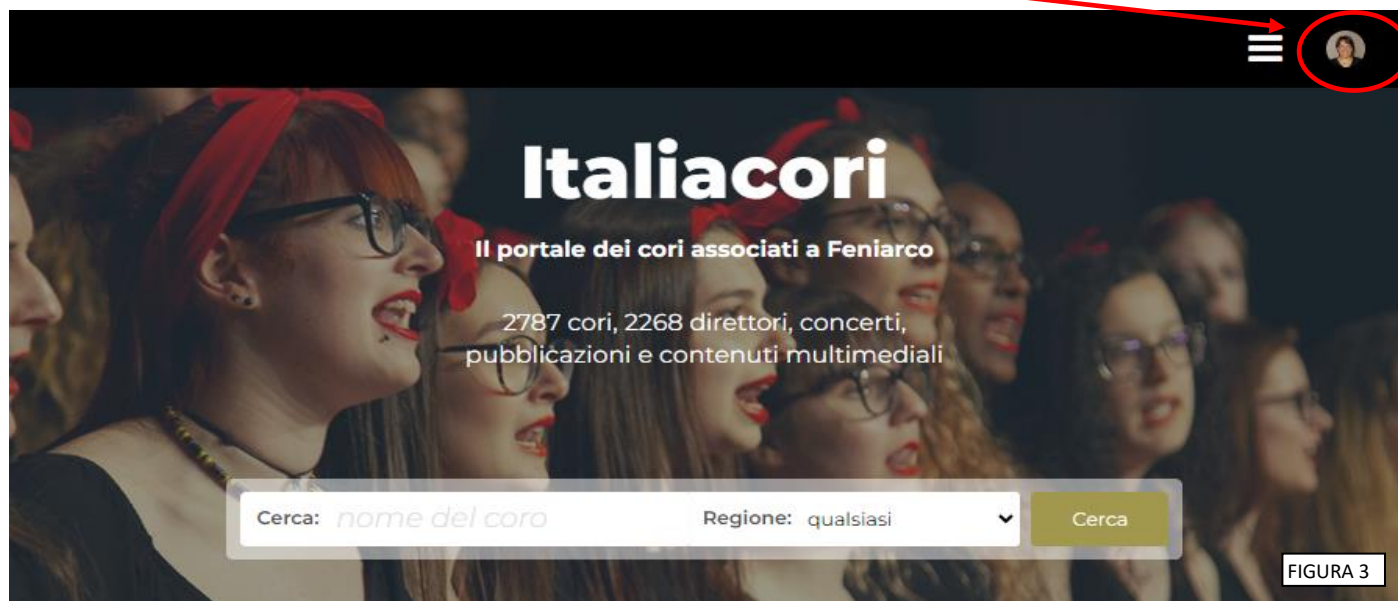 Italiacori
Il portale dei cori associati a Feniarco
2787 cori, 2268 direttori, concerti,
pubblicazioni e contenuti multimediali
Cerca: nome del coro Regione: qualsiasi Cerca
FIGURA 3